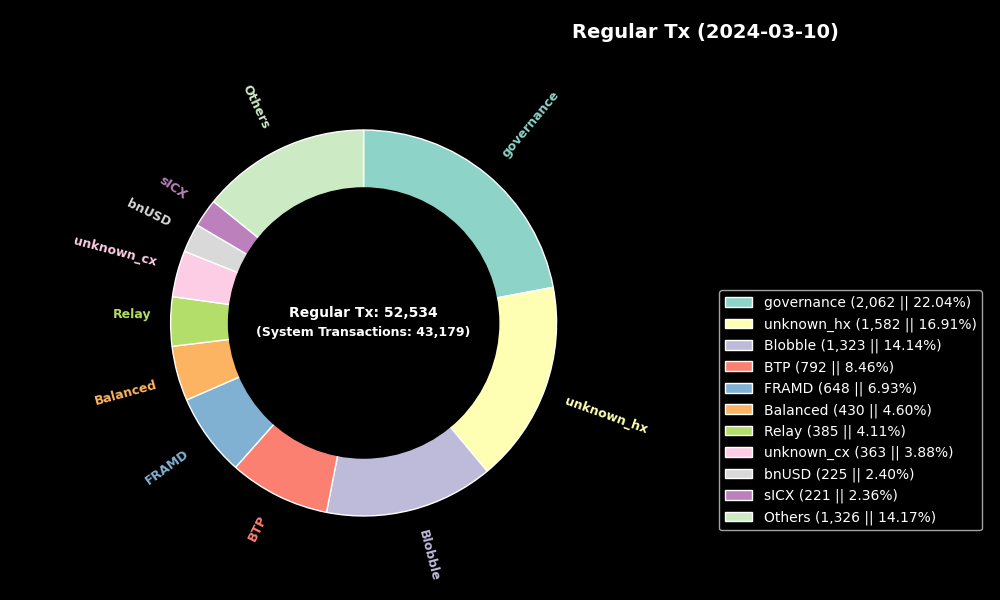 Regular Tx (2024-03-10)
governance
Others
sICX
bnUSD
unknown_cx
Relay
Balanced
FRAMD
BTP
Blobble
unknown_hx
Regular Tx: 52,534
(System Transactions: 43,179)
governance (2,062 || 22.04%)
unknown_hx (1,582 || 16.91%)
Blobble (1,323 || 14.14%)
BTP (792 || 8.46%)
FRAMD (648 || 6.93%)
Balanced (430 || 4.60%)
Relay (385 || 4.11%)
unknown_cx (363 || 3.88%)
bnUSD (225 || 2.40%)
sICX (221 || 2.36%)
Others (1,326 || 14.17%)